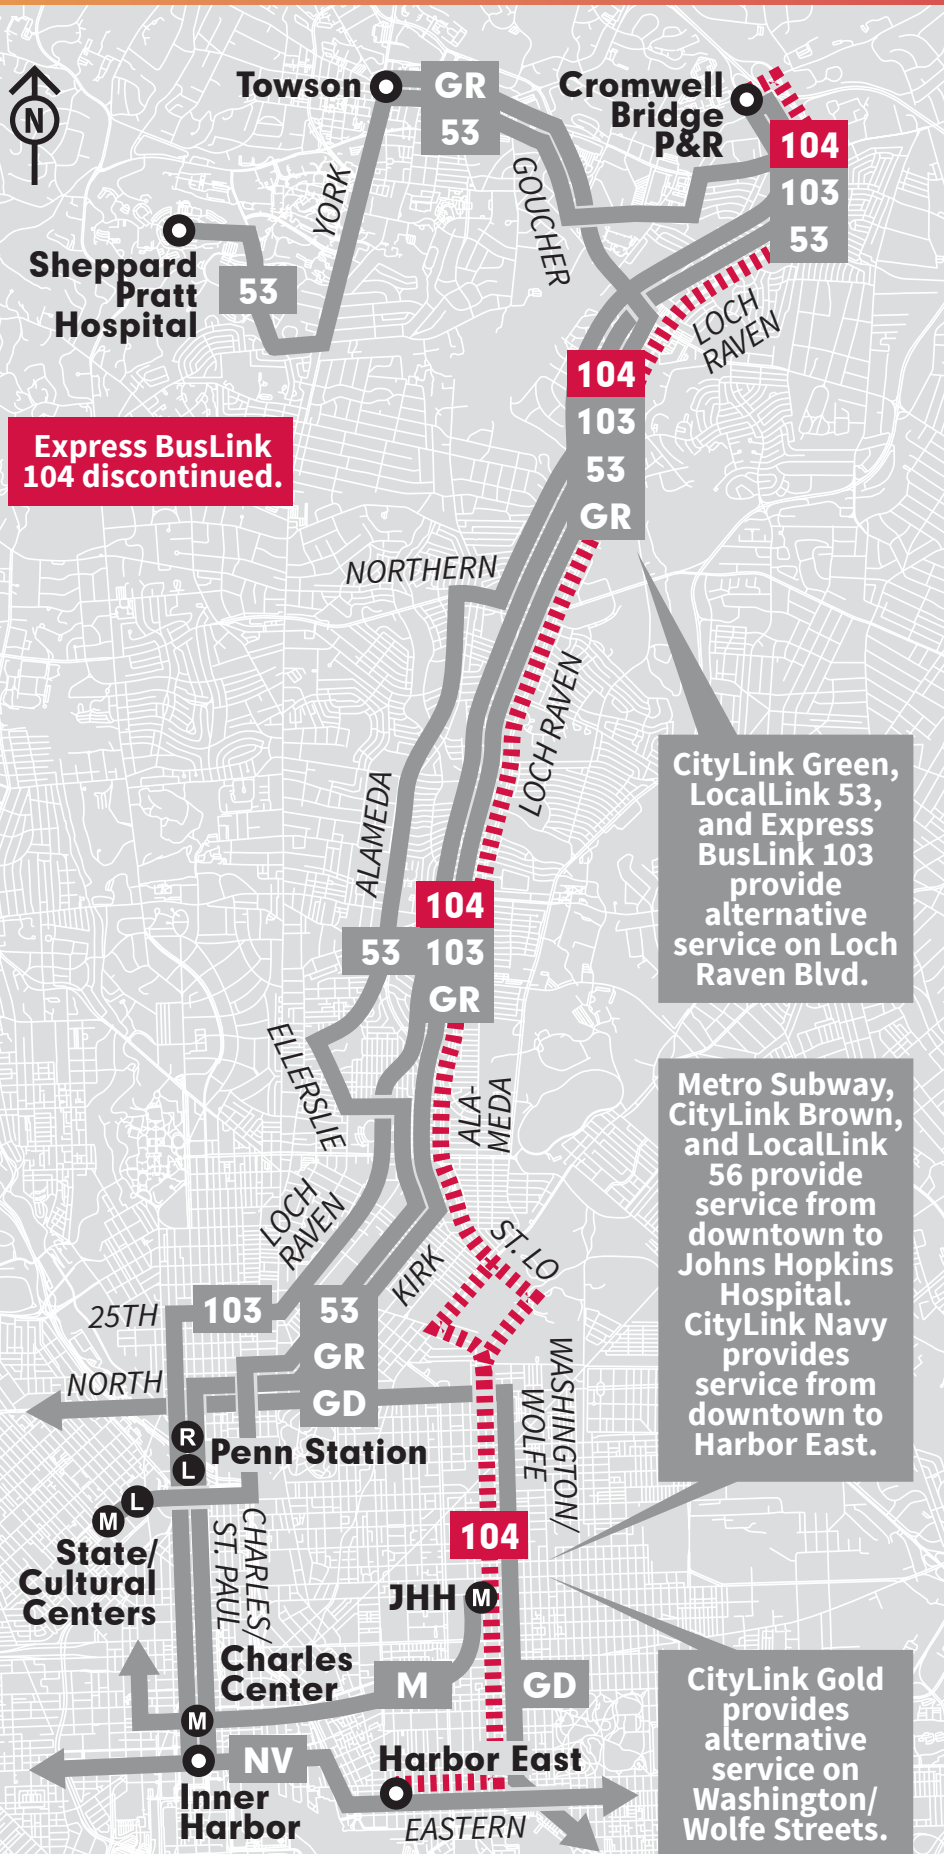 Towson
GR
53
Cromwell
Bridge
P&R
104
103
53
N
YORK
GOUCHER
Sheppard
Pratt
Hospital
53
LOCH
RAVEN
104
103
53
GR
Express BusLink
104 discontinued.
NORTHERN
LOCH RAVEN
CityLink Green,
LocalLink 53,
and Express
BusLink 103
provide
alternative
service on Loch
Raven Blvd.
ALAMEDA
104
53
103
GR
ELLERSLIE
ALA-
MEDA
Metro Subway,
CityLink Brown,
and LocalLink
56 provide
service from
downtown to
Johns Hopkins
Hospital.
CityLink Navy
provides
service from
downtown to
Harbor East.
LOCH
RAVEN
ST. LO
KIRK
25TH
103
53
GR
GD
NORTH
WASHINGTON/
WOLFE
R
L
Penn Station
L
M
State/
Cultural
Centers
CHARLES/
ST. PAUL
104
JHH
M
Charles
Center
M
GD
M
CityLink Gold
provides
alternative
service on
Washington/
Wolfe Streets.
NV
Harbor East
Inner
Harbor
EASTERN